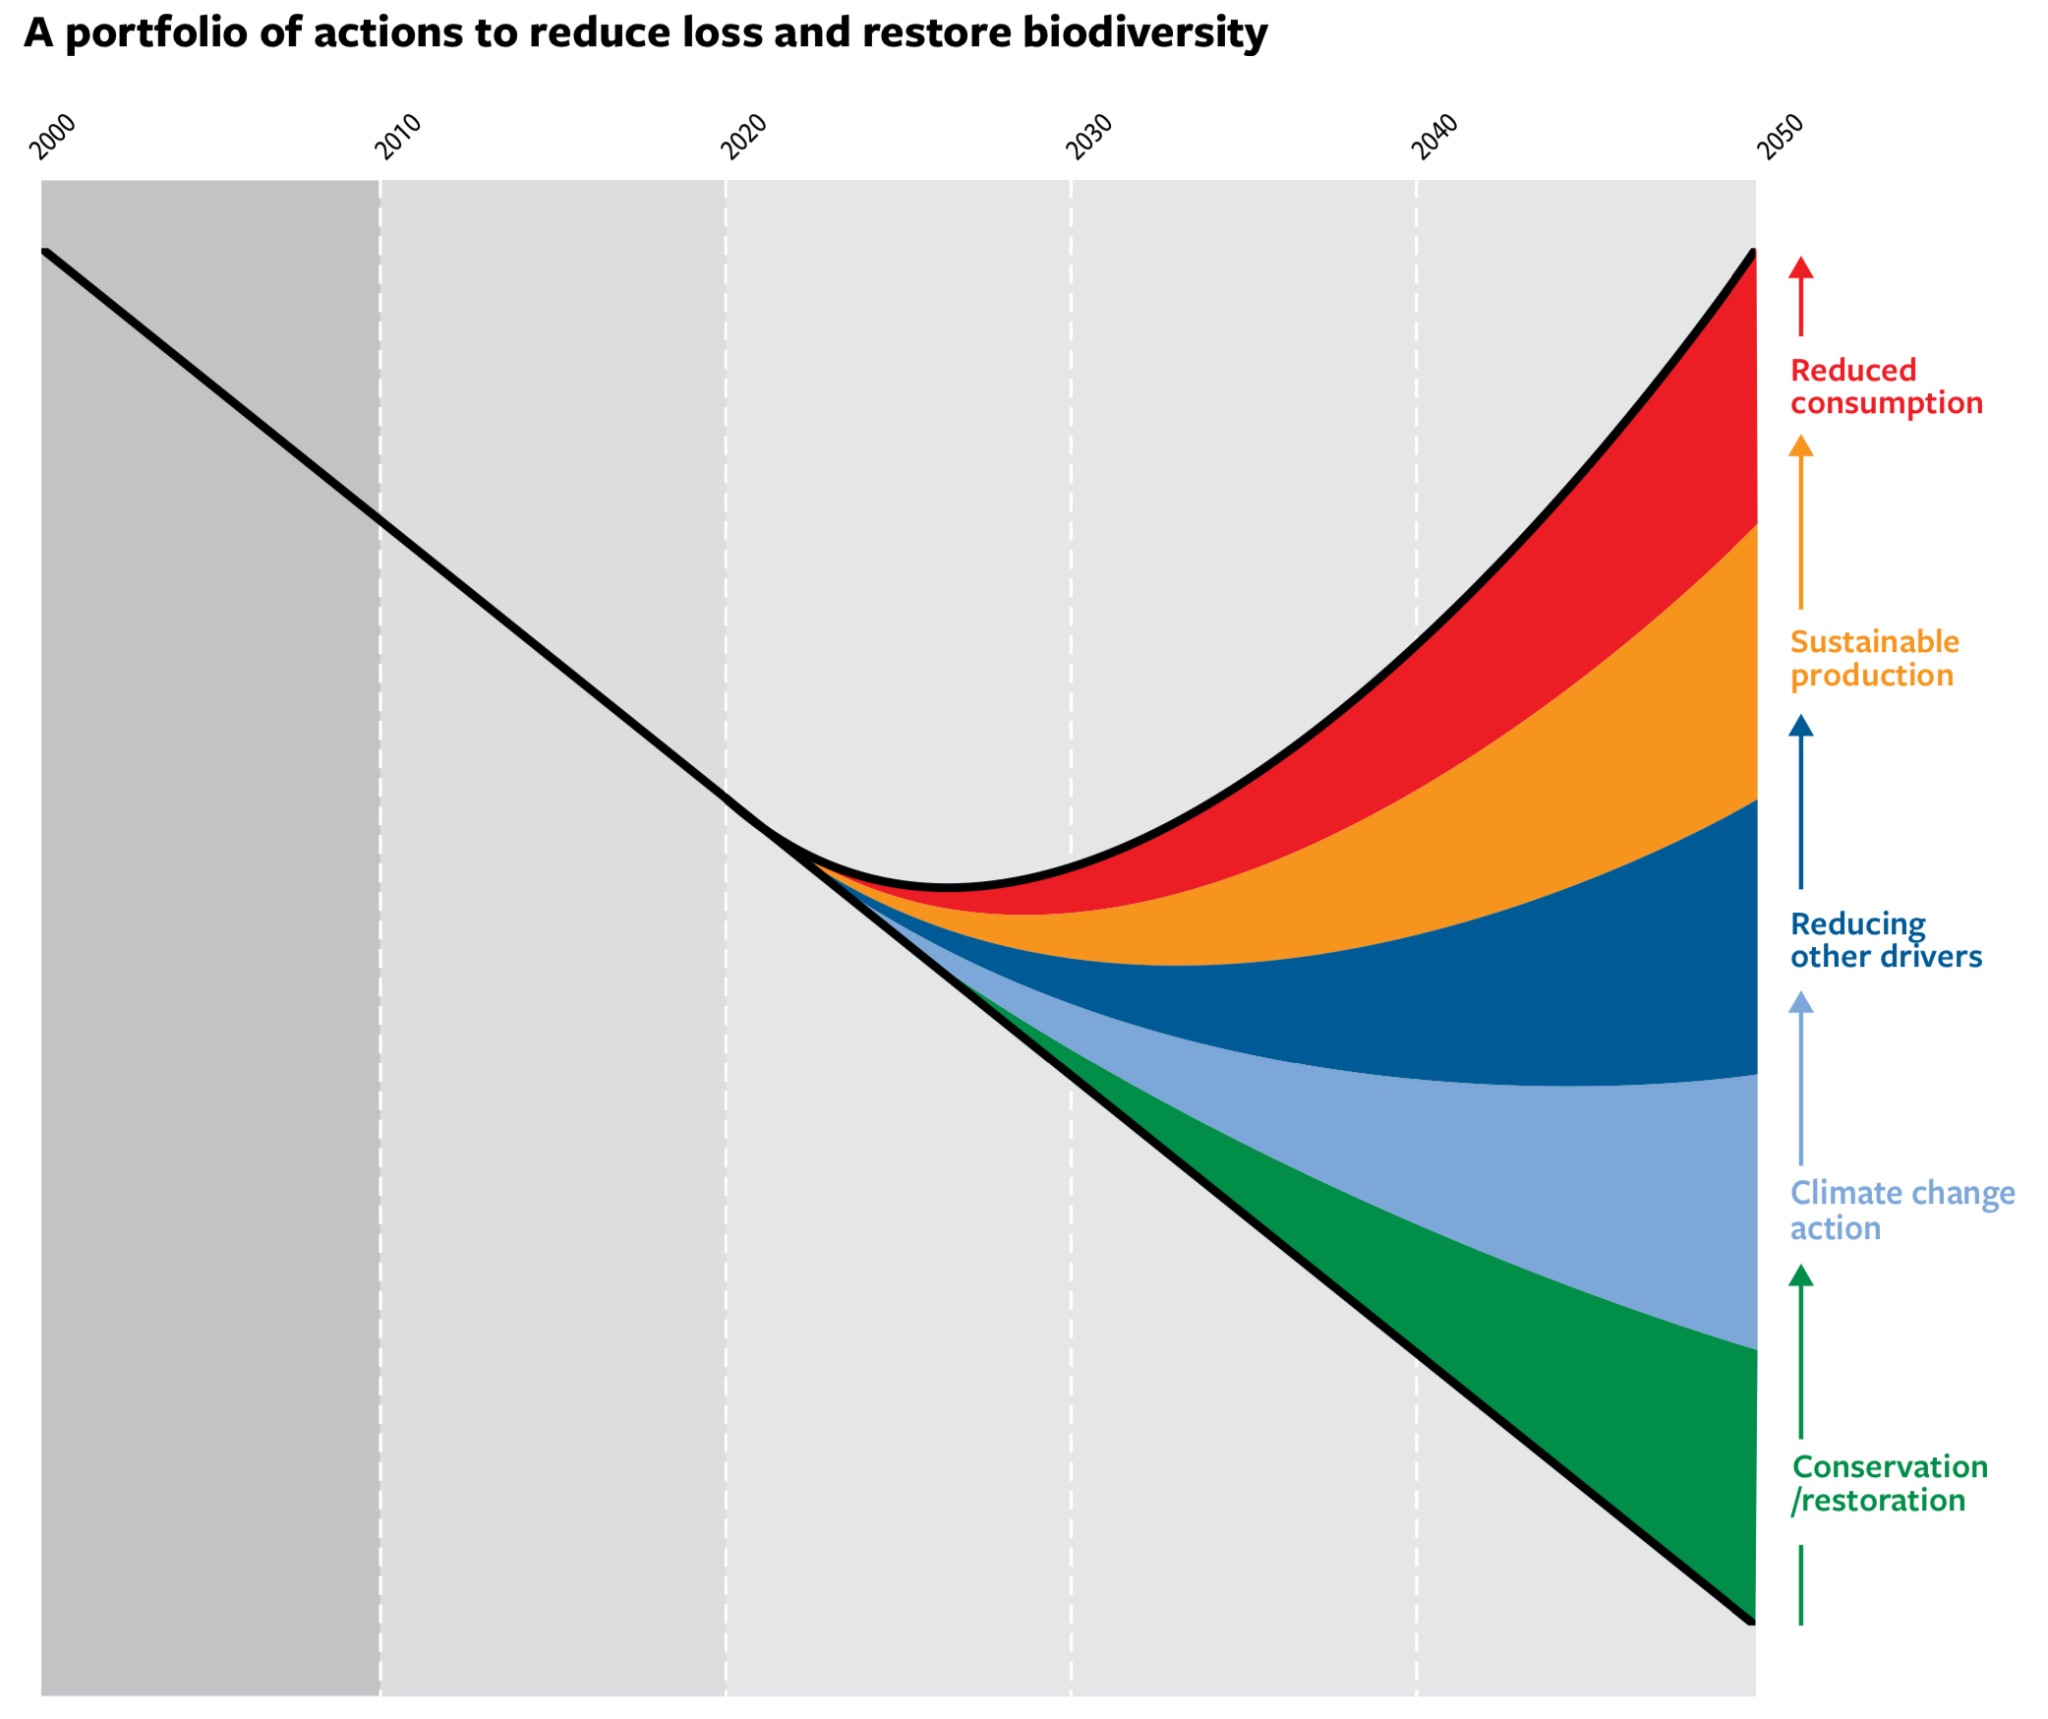 A portfolio of actions to reduce loss and restore biodiversity
2000
2010
2020
2030
2040
2050
Reduced
consumption
Sustainable
production
Reducing
other drivers
Climate change
action
Conservation
/restoration